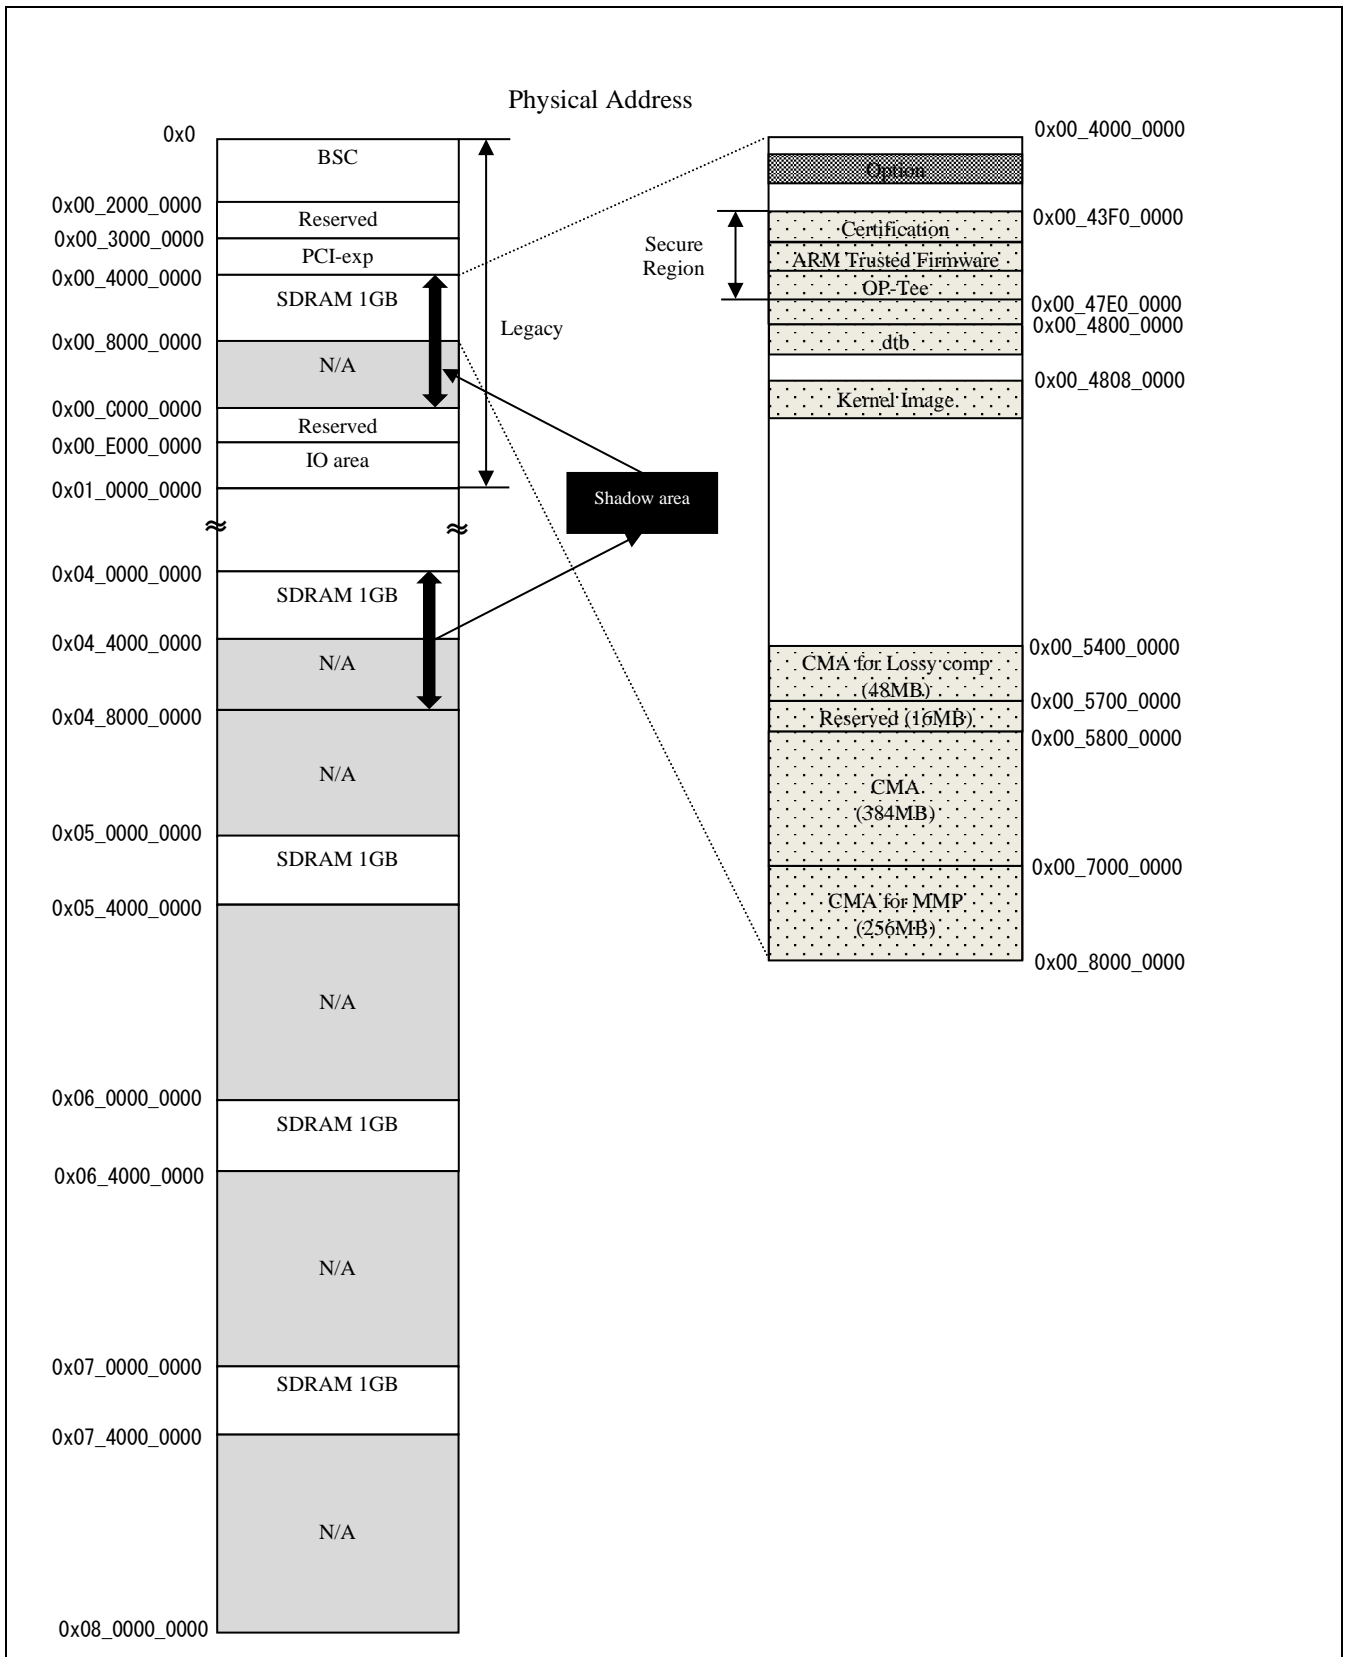 Physical Address
0x0
BSC
0x00_2000_0000
Reserved
0x00_3000_0000
PCI-exp
0x00_4000_0000
SDRAM 1GB
Legacy
0x00_8000_0000
N/A
0x00_C000_0000
Reserved
0x00_E000_0000
IO area
0x01_0000_0000
Shadow area
0x04_0000_0000
SDRAM 1GB
0x04_4000_0000
N/A
0x04_8000_0000
N/A
0x05_0000_0000
SDRAM 1GB
0x05_4000_0000
N/A
0x06_0000_0000
SDRAM 1GB
0x06_4000_0000
N/A
0x07_0000_0000
SDRAM 1GB
0x07_4000_0000
N/A
0x08_0000_0000
0x00_4000_0000
Option
0x00_43F0_0000
Secure
Region
Certification
ARM Trusted Firmware
OP-Tee
0x00_47E0_0000
0x00_4800_0000
dtb
0x00_4808_0000
Kernel Image
0x00_5400_0000
CMA for Lossy comp
(48MB)
0x00_5700_0000
Reserved (16MB)
0x00_5800_0000
CMA
(384MB)
0x00_7000_0000
CMA for MMP
(256MB)
0x00_8000_0000